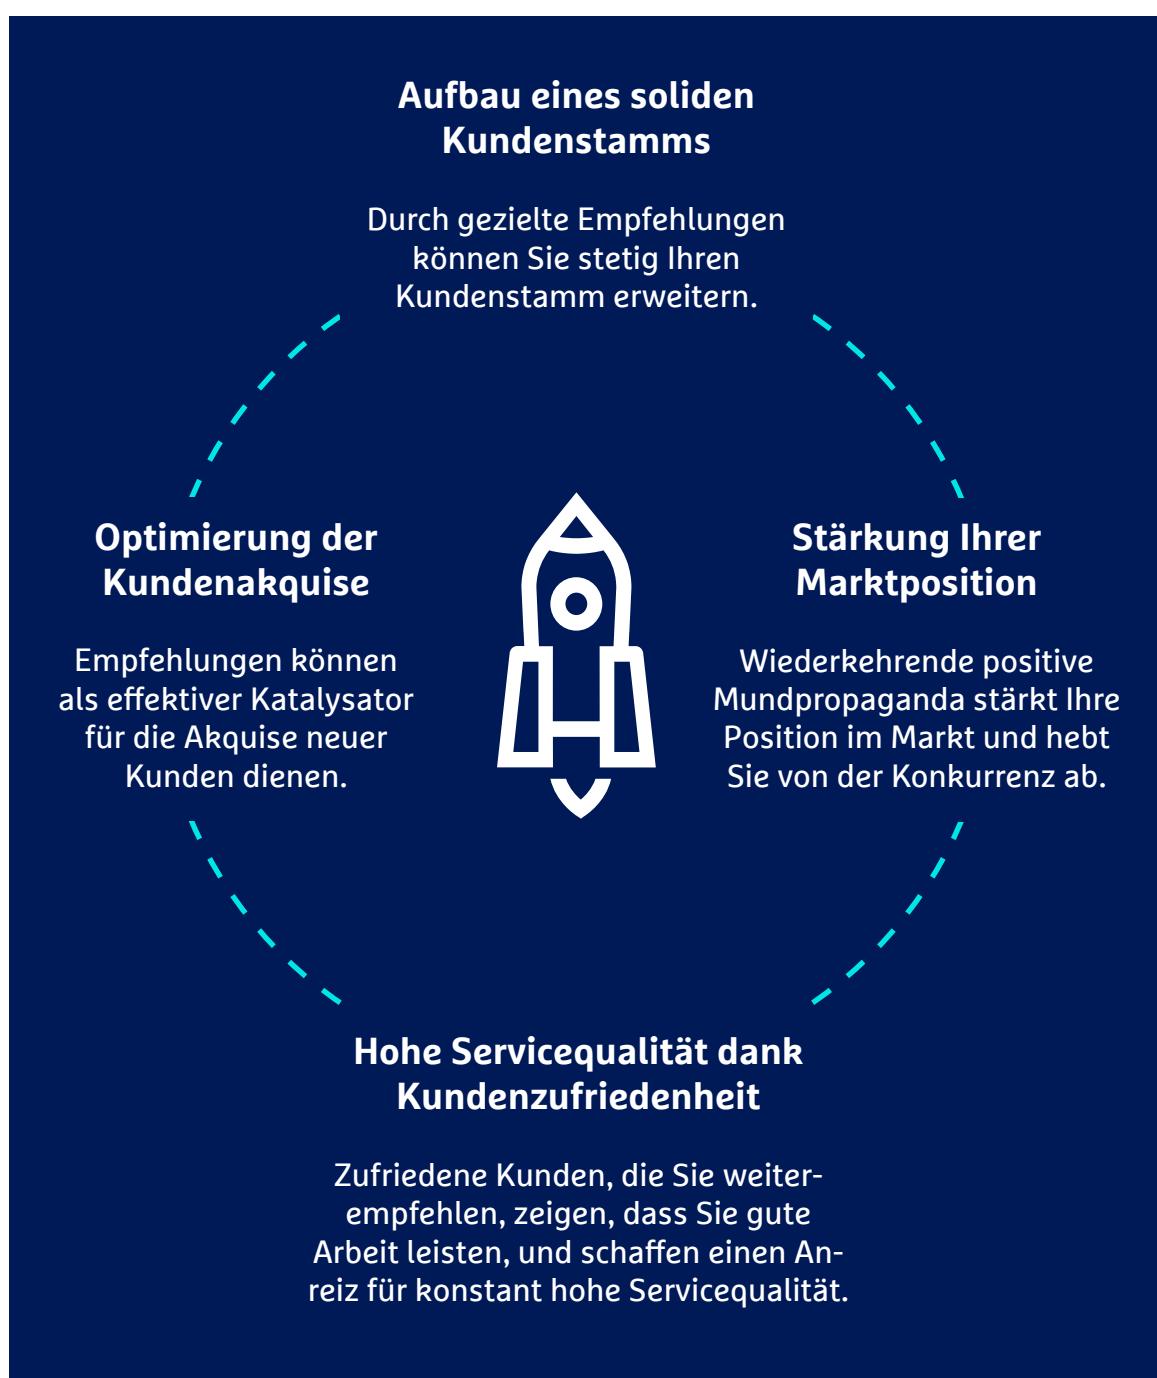 Aufbau eines soliden
Kundenstamms
Durch gezielte Empfehlungen
können Sie stetig Ihren
Kundenstamm erweitern.
Optimierung der
Kundenakquise
Empfehlungen können
als effektiver Katalysator
für die Akquise neuer
Kunden dienen.
Stärkung Ihrer
Marktposition
Wiederkehrende positive
Mundpropaganda stärkt Ihre
Position im Markt und hebt
Sie von der Konkurrenz ab.
Hohe Servicequalität dank
Kundenzufriedenheit
Zufriedene Kunden, die Sie weiter-
empfehlen, zeigen, dass Sie gute
Arbeit leisten, und schaffen einen An-
reiz für konstant hohe Servicequalität.